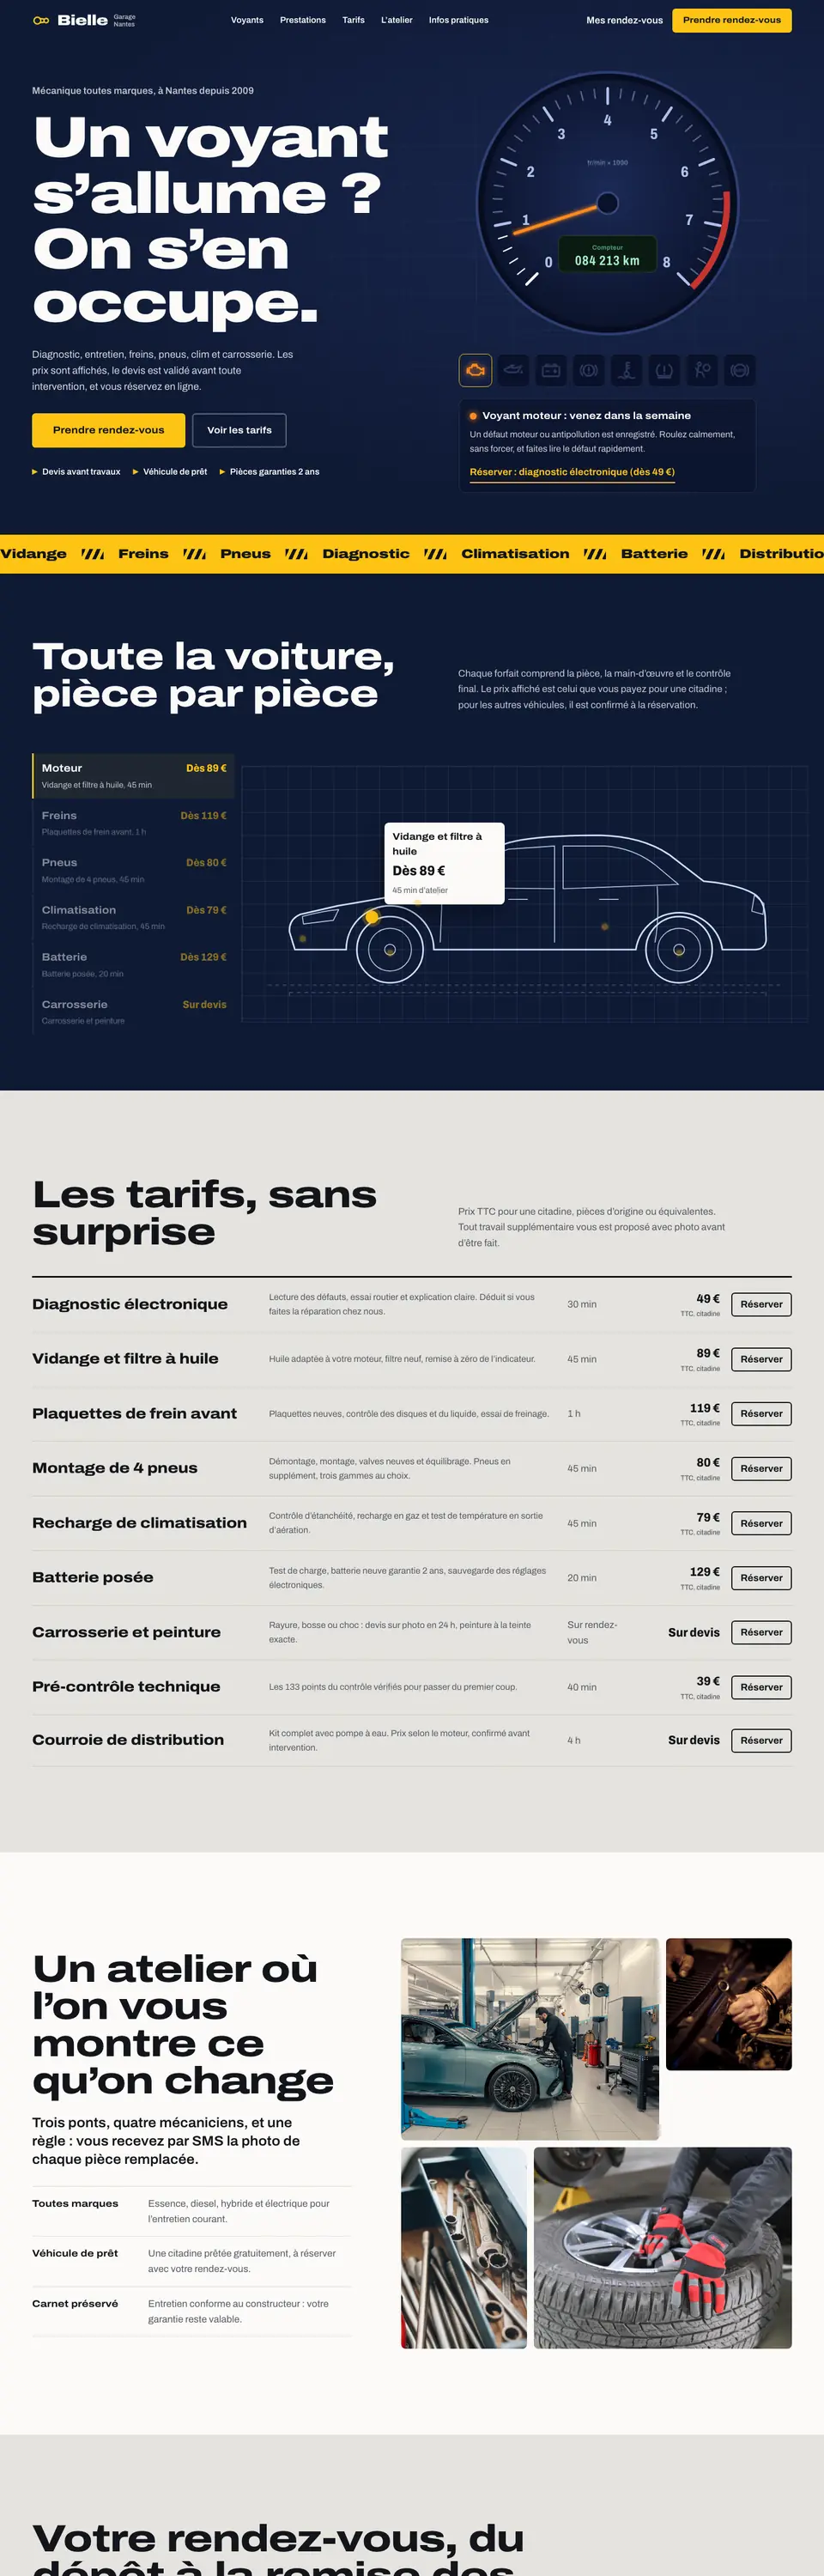 Bielle
Garage
Nantes
Voyants
Prestations
Tarifs
L'atelier
Infos pratiques
Mes rendez-vous
Prendre rendez-vous
Mécanique toutes marques, à Nantes depuis 2009
Un voyant
s'allume ?
On s'en
occupe.
Diagnostic, entretien, freins, pneus, clim et carrosserie. Les
prix sont affichés, le devis est validé avant toute
intervention, et vous réservez en ligne.
Prendre rendez-vous
Voir les tarifs
Devis avant travaux
Véhicule de prêt
Pièces garanties 2 ans
0
1
2
3
4
5
6
7
8
tr/min × 1000
Compteur
084 213 km
Voyant moteur : venez dans la semaine
Un défaut moteur ou antipollution est enregistré. Roulez calmement,
sans forcer, et faites lire le défaut rapidement.
Réserver : diagnostic électronique (dès 49 €)
Vidange
Freins
Pneus
Diagnostic
Climatisation
Batterie
Distributio
Toute la voiture,
pièce par pièce
Chaque forfait comprend la pièce, la main-d'œuvre et le contrôle
final. Le prix affiché est celui que vous payez pour une citadine ;
pour les autres véhicules, il est confirmé à la réservation.
Moteur
Dès 89 €
Vidange et filtre à huile, 45 min
Freins
Dès 119 €
Plaquettes de frein avant, 1 h
Pneus
Dès 80 €
Montage de 4 pneus, 45 min
Climatisation
Dès 79 €
Recharge de climatisation, 45 min
Batterie
Dès 129 €
Batterie posée, 20 min
Carrosserie
Sur devis
Carrosserie et peinture
Vidange et filtre à
huile
Dès 89 €
45 min d'atelier
Les tarifs, sans
surprise
Prix TTC pour une citadine, pièces d'origine ou équivalentes.
Tout travail supplémentaire vous est proposé avec photo avant
d'être fait.
Diagnostic électronique
Lecture des défauts, essai routier et explication claire. Déduit si vous
faites la réparation chez nous.
30 min
49 €
TTC, citadine
Réserver
Vidange et filtre à huile
Huile adaptée à votre moteur, filtre neuf, remise à zéro de l'indicateur.
45 min
89 €
TTC, citadine
Réserver
Plaquettes de frein avant
Plaquettes neuves, contrôle des disques et du liquide, essai de freinage.
1 h
119 €
TTC, citadine
Réserver
Montage de 4 pneus
Démontage, montage, valves neuves et équilibrage. Pneus en
supplément, trois gammes au choix.
45 min
80 €
TTC, citadine
Réserver
Recharge de climatisation
Contrôle d'étanchéité, recharge en gaz et test de température en sortie
d'aération.
45 min
79 €
TTC, citadine
Réserver
Batterie posée
Test de charge, batterie neuve garantie 2 ans, sauvegarde des réglages
électroniques.
20 min
129 €
TTC, citadine
Réserver
Carrosserie et peinture
Rayure, bosse ou choc : devis sur photo en 24 h, peinture à la teinte
exacte.
Sur rendez-
vous
Sur devis
Réserver
Pré-contrôle technique
Les 133 points du contrôle vérifiés pour passer du premier coup.
40 min
39 €
TTC, citadine
Réserver
Courroie de distribution
Kit complet avec pompe à eau. Prix selon le moteur, confirmé avant
intervention.
4 h
Sur devis
Réserver
Un atelier où
l'on vous
montre ce
qu'on change
Trois ponts, quatre mécaniciens, et une
règle : vous recevez par SMS la photo de
chaque pièce remplacée.
Toutes marques
Essence, diesel, hybride et électrique pour
l'entretien courant.
Véhicule de prêt
Une citadine prêtée gratuitement, à réserver
avec votre rendez-vous.
Carnet préservé
Entretien conforme au constructeur : votre
garantie reste valable.
Votre rendez-vous, du
dépôt à la remise des